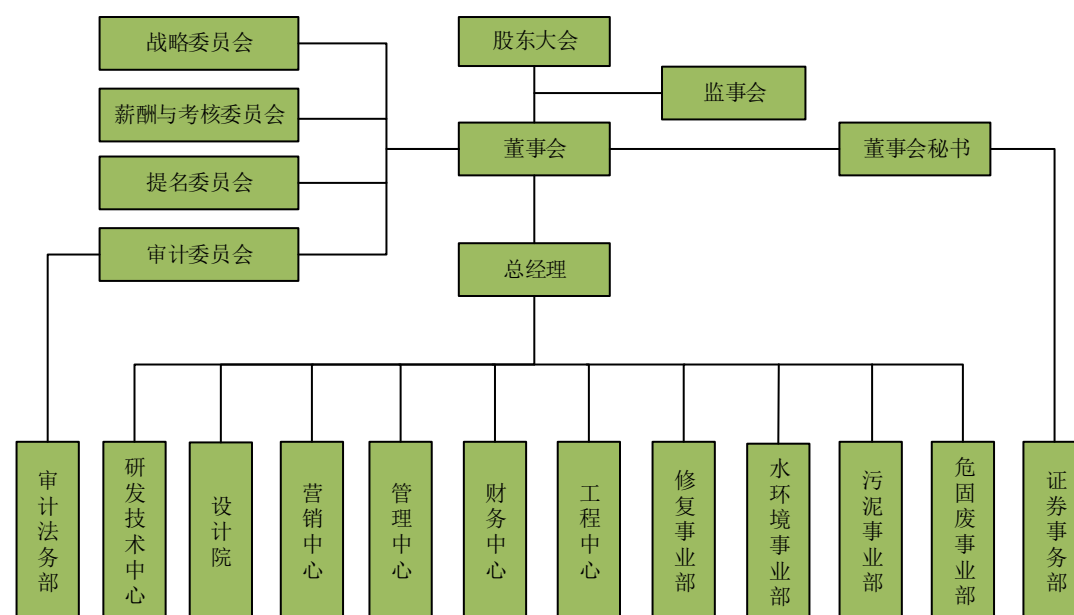 战略委员会
股东大会
监事会
薪酬与考核委员会
董事会
董事会秘书
提名委员会
审计委员会
总经理
审计法务部
研发技术中心
设计院
营销中心
管理中心
财务中心
工程中心
修复事业部
水环境事业部
污泥事业部
危固废事业部
证券事务部